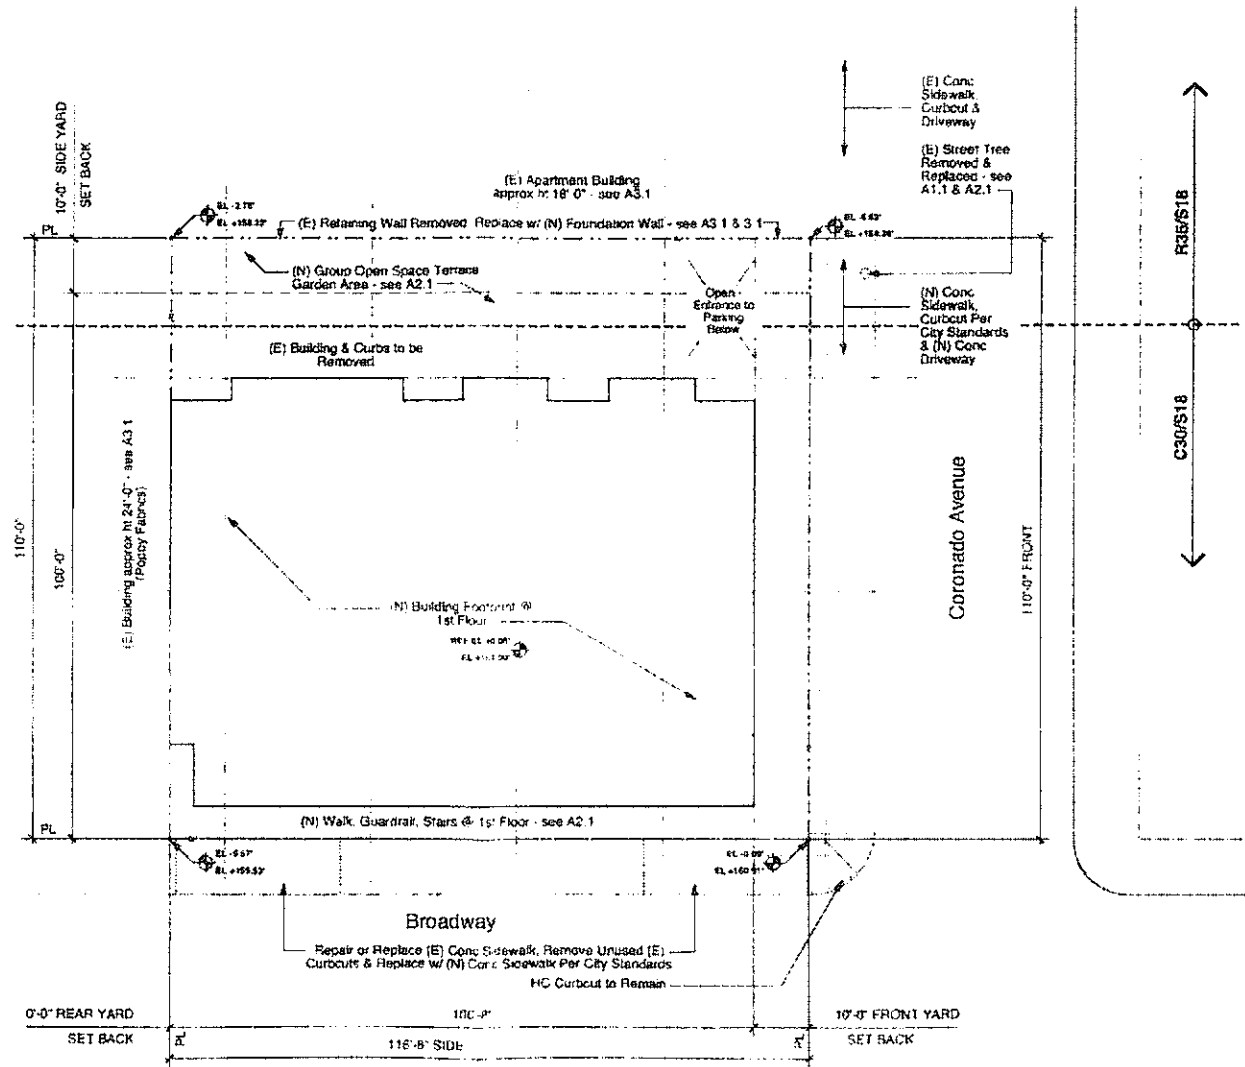 (E) Conc
Sidewalk,
Curbcut &
Driveway
(E) Street Tree
Removed &
Replaced - see
A1.1 & A2.1
10'-0" SIDE YARD
SET BACK
(E) Apartment Building
approx ht 18'-0" - see A3.1
(E) Retaining Wall Removed. Replace w/ (N) Foundation Wall - see A3.1 & 3.1
PL
(N) Group Open Space Terrace
Garden Area - see A2.1
Open -
Entrance to
Parking
Below
(N) Conc
Sidewalk,
Curbcut Per
City Standards
& (N) Conc
Driveway
R35/S18
C30/S18
(E) Building & Curbs to be
Removed
(E) Building approx ht 24'-0" - see A3.1
(Poppy Fabrics)
110'-0"
100'-0"
Coronado Avenue
110'-0" FRONT
(N) Building Footprint @
1st Floor
(N) Walk, Guardrail, Stairs @ 1st Floor - see A2.1
PL
Broadway
Repair or Replace (E) Conc Sidewalk, Remove Unused (E)
Curbcuts & Replace w/ (N) Conc Sidewalk Per City Standards
HC Curbcut to Remain
0'-0" REAR YARD
SET BACK
PL
106'-8"
116'-8" SIDE
PL
10'-0" FRONT YARD
SET BACK